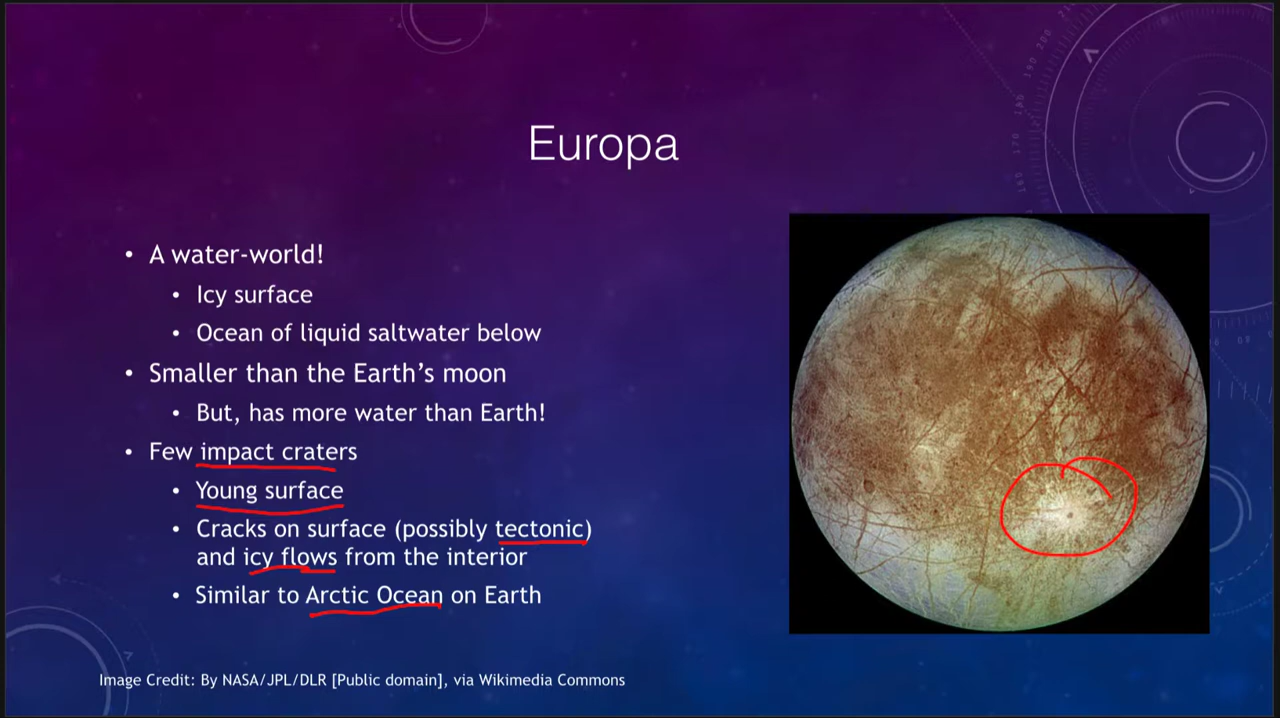 Europa
• A water-world!
• Icy surface
• Ocean of liquid saltwater below
• Smaller than the Earth's moon
• But, has more water than Earth!
• Few impact craters
• Young surface
• Cracks on surface (possibly tectonic)
and icy flows from the interior
• Similar to Arctic Ocean on Earth
Image Credit: By NASA/JPL/DLR [Public domain], via Wikimedia Commons